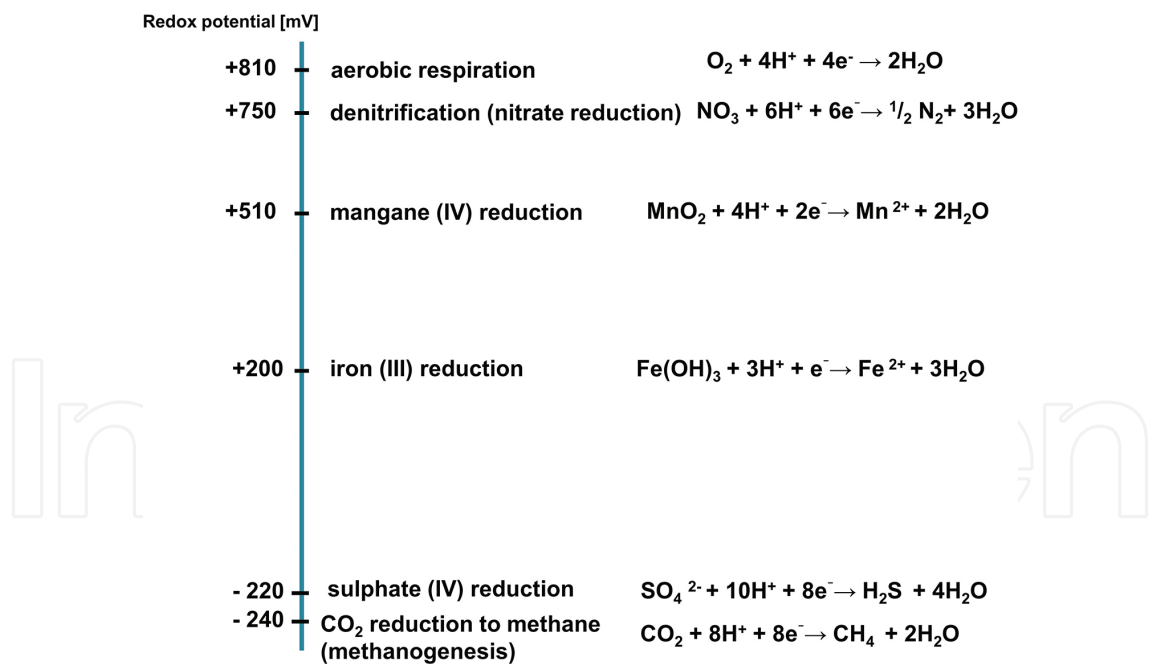 Redox potential [mV]
+810 aerobic respiration O₂ + 4H⁺ + 4e⁻ → 2H₂O
+750 denitrification (nitrate reduction) NO₃ + 6H⁺ + 6e⁻ → ¹/₂ N₂+ 3H₂O
+510 mangane (IV) reduction MnO₂ + 4H⁺ + 2e⁻ → Mn ²⁺ + 2H₂O
+200 iron (III) reduction Fe(OH)₃ + 3H⁺ + e⁻ → Fe ²⁺ + 3H₂O
- 220 sulphate (IV) reduction SO₄ ²⁻ + 10H⁺ + 8e⁻ → H₂S + 4H₂O
- 240 CO₂ reduction to methane CO₂ + 8H⁺ + 8e⁻ → CH₄ + 2H₂O
(methanogenesis)